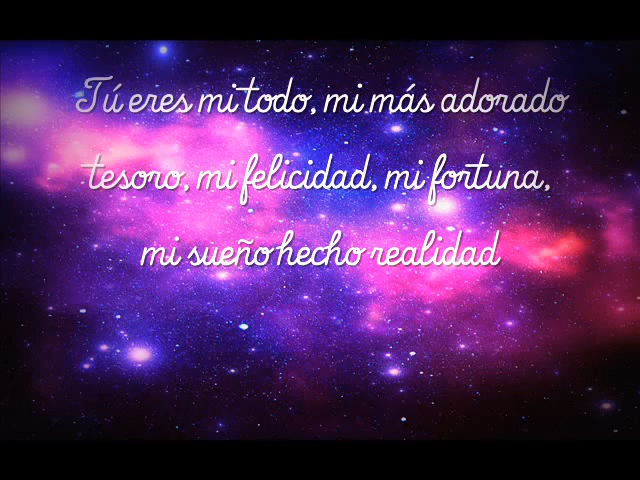 Tú eres mi todo, mi más adorado
tesoro, mi felicidad, mi fortuna,
mi sueño hecho realidad